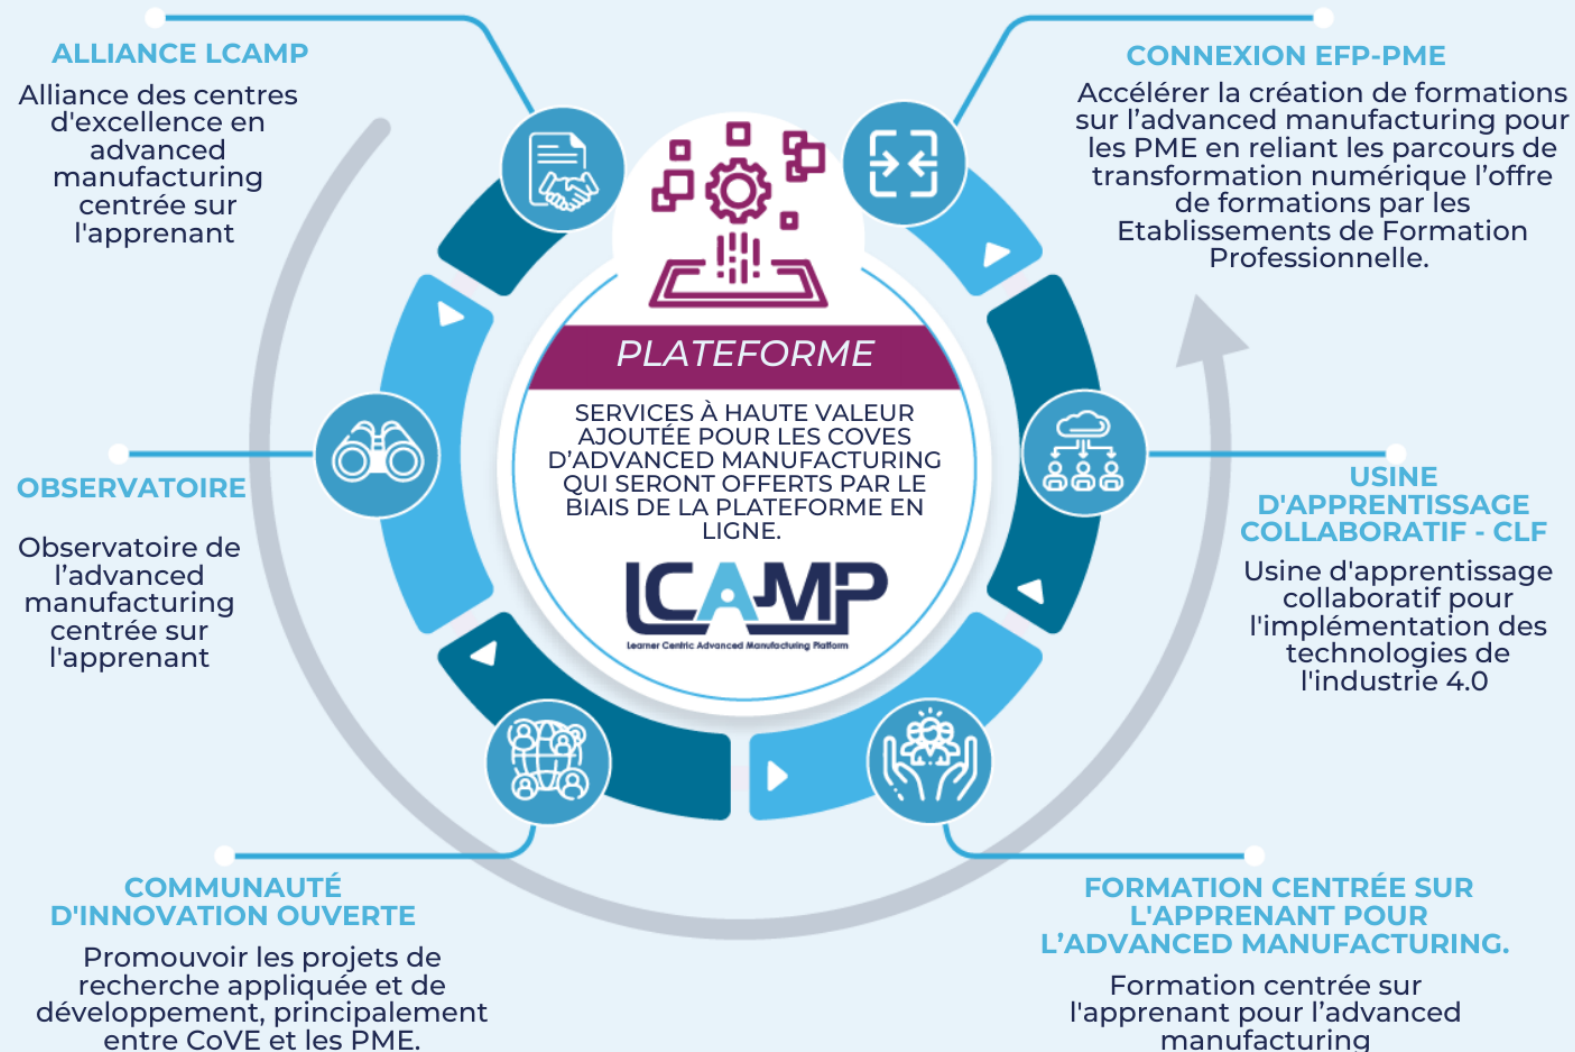 ALLIANCE LCAMP
Alliance des centres
d'excellence en
advanced
manufacturing
centrée sur
l'apprenant
CONNEXION EFP-PME
Accélérer la création de formations
sur l’advanced manufacturing pour
les PME en reliant les parcours de
transformation numérique l’offre
de formations par les
Etablissements de Formation
Professionnelle.
PLATEFORME
SERVICES À HAUTE VALEUR
AJOUTÉE POUR LES COVES
D’ADVANCED MANUFACTURING
QUI SERONT OFFERTS PAR LE
BIAIS DE LA PLATEFORME EN
LIGNE.
LCAMP
Learner Centric Advanced Manufacturing Platform
OBSERVATOIRE
Observatoire de
l’advanced
manufacturing
centrée sur
l'apprenant
USINE
D'APPRENTISSAGE
COLLABORATIF - CLF
Usine d'apprentissage
collaboratif pour
l'implémentation des
technologies de
l'industrie 4.0
COMMUNAUTÉ
D'INNOVATION OUVERTE
Promouvoir les projets de
recherche appliquée et de
développement, principalement
entre CoVE et les PME.
FORMATION CENTRÉE SUR
L'APPRENANT POUR
L’ADVANCED MANUFACTURING.
Formation centrée sur
l'apprenant pour l’advanced
manufacturing